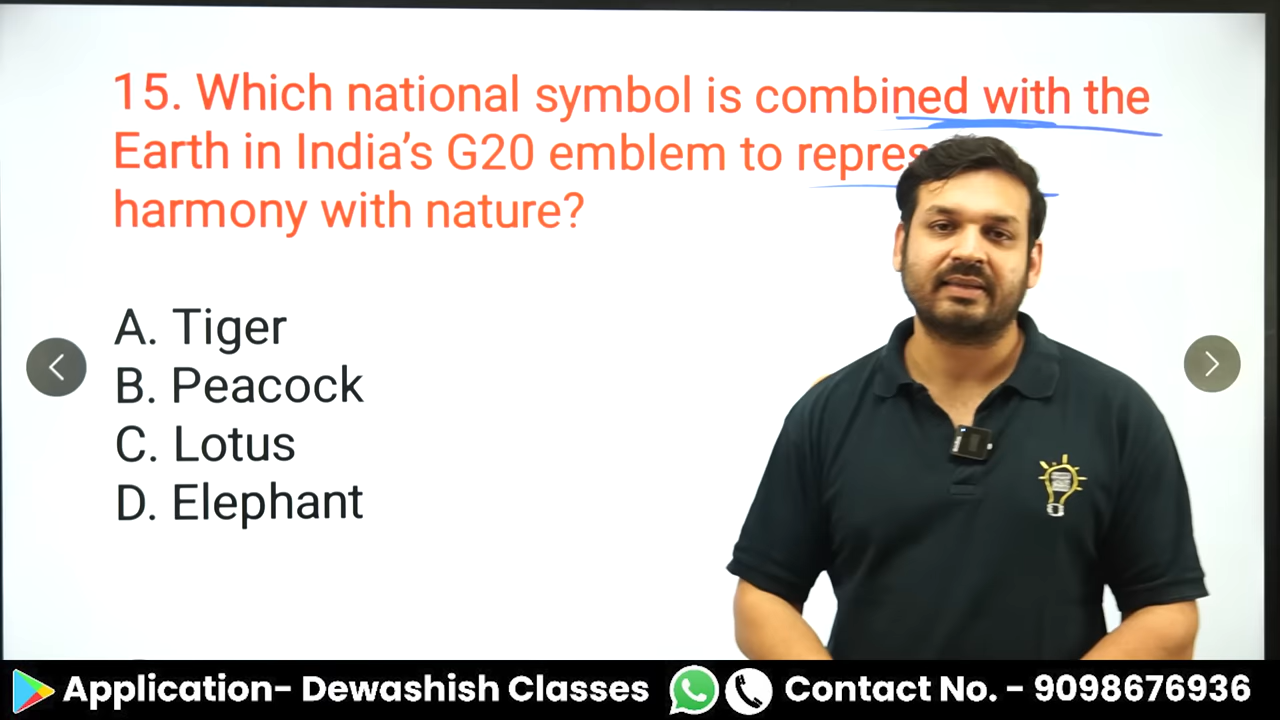 15. Which national symbol is combined with the
Earth in India's G20 emblem to
harmony with nature?
A. Tiger
B. Peacock
C. Lotus
D. Elephant
Application- Dewashish Classes
Contact No. - 9098676936